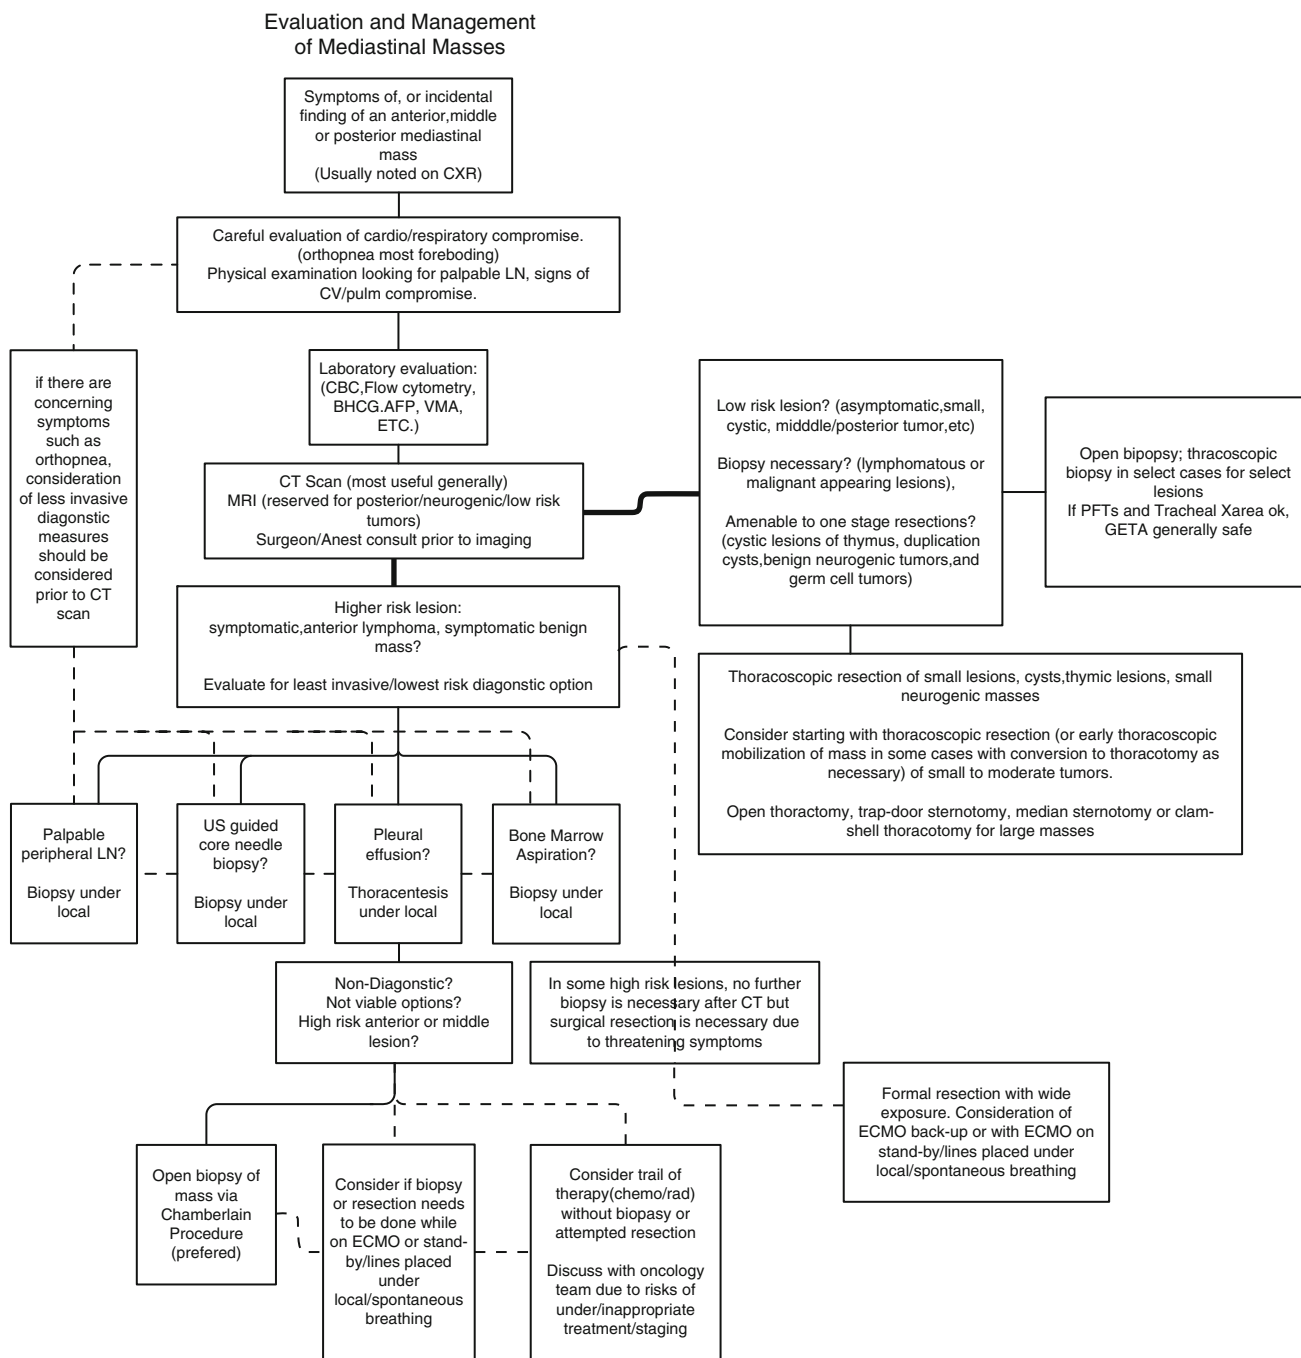 Evaluation and Management
of Mediastinal Masses
Symptoms of, or incidental
finding of an anterior,middle
or posterior mediastinal
mass
(Usually noted on CXR)
Careful evaluation of cardio/respiratory compromise.
(orthopnea most foreboding)
Physical examination looking for palpable LN, signs of
CV/pulm compromise.
if there are
concerning
symptoms
such as
orthopnea,
consideration
of less invasive
diagonstic
measures
should be
considered
prior to CT
scan
Laboratory evaluation:
(CBC,Flow cytometry,
BHCG.AFP, VMA,
ETC.)
CT Scan (most useful generally)
MRI (reserved for posterior/neurogenic/low risk
tumors)
Surgeon/Anest consult prior to imaging
Low risk lesion? (asymptomatic,small,
cystic, midddle/posterior tumor,etc)
Biopsy necessary? (lymphomatous or
malignant appearing lesions),
Amenable to one stage resections?
(cystic lesions of thymus, duplication
cysts,benign neurogenic tumors,and
germ cell tumors)
Open bipopsy; thracoscopic
biopsy in select cases for select
lesions
If PFTs and Tracheal Xarea ok,
GETA generally safe
Higher risk lesion:
symptomatic,anterior lymphoma, symptomatic benign
mass?
Evaluate for least invasive/lowest risk diagonstic option
Thoracoscopic resection of small lesions, cysts,thymic lesions, small
neurogenic masses
Consider starting with thoracoscopic resection (or early thoracoscopic
mobilization of mass in some cases with conversion to thoracotomy as
necessary) of small to moderate tumors.
Open thoractomy, trap-door sternotomy, median sternotomy or clam-
shell thoracotomy for large masses
Palpable
peripheral LN?
Biopsy under
local
US guided
core needle
biopsy?
Biopsy under
local
Pleural
effusion?
Thoracentesis
under local
Bone Marrow
Aspiration?
Biopsy under
local
Non-Diagonstic?
Not viable options?
High risk anterior or middle
lesion?
In some high risk lesions, no further
biopsy is necessary after CT but
surgical resection is necessary due
to threatening symptoms
Formal resection with wide
exposure. Consideration of
ECMO back-up or with ECMO on
stand-by/lines placed under
local/spontaneous breathing
Open biopsy of
mass via
Chamberlain
Procedure
(prefered)
Consider if biopsy
or resection needs
to be done while
on ECMO or stand-
by/lines placed
under
local/spontaneous
breathing
Consider trail of
therapy(chemo/rad)
without biopasy or
attempted resection
Discuss with oncology
team due to risks of
under/inappropriate
treatment/staging